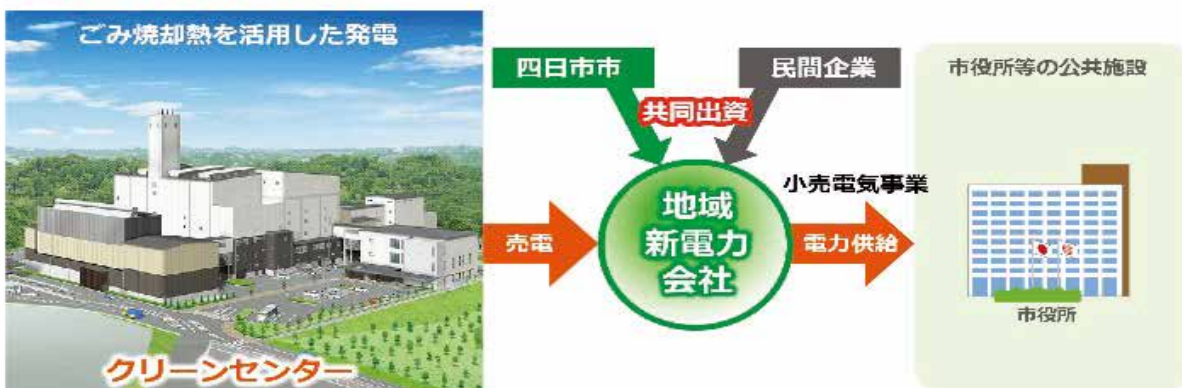 ごみ焼却熱を活用した発電
クリーンセンター
四日市市
民間企業
共同出資
売電
地域
新電力
会社
小売電気事業
電力供給
市役所等の公共施設
市役所